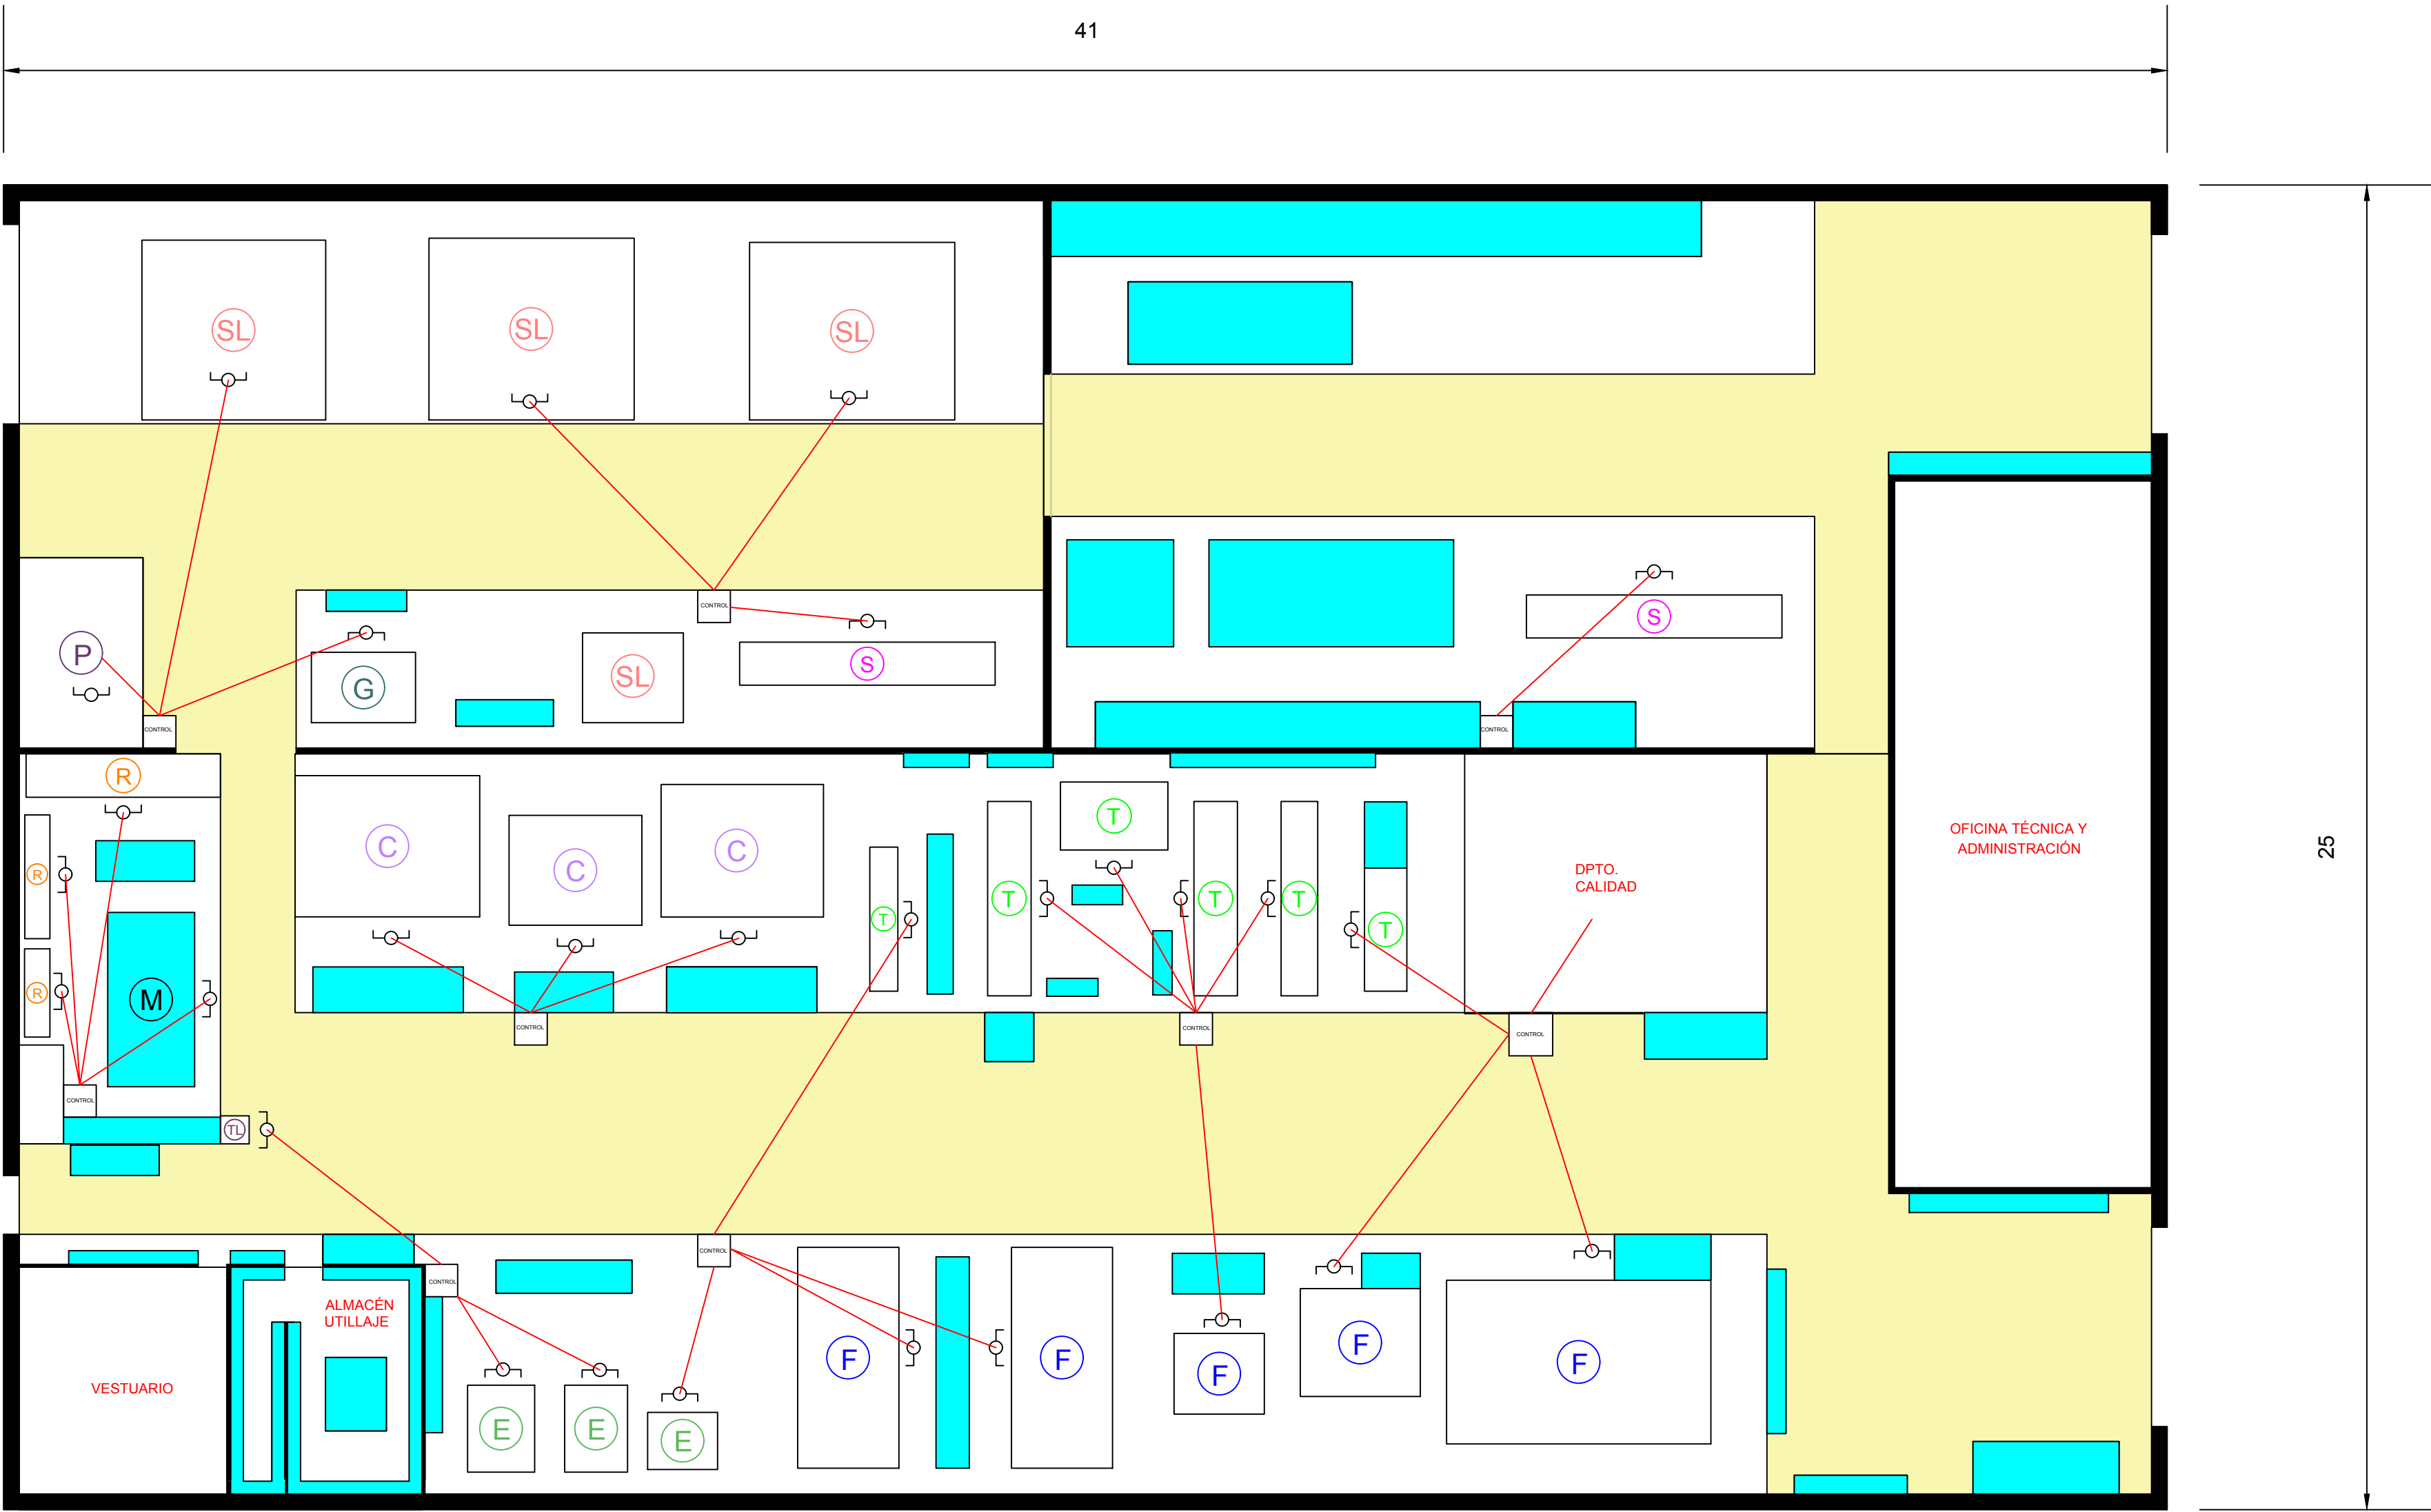 41
SL
SL
SL
25
P
G
SL
CONTROL
S
S
CONTROL
CONTROL
R
R
R
M
CONTROL
TL
C
C
C
CONTROL
T
T
T
T
T
T
CONTROL
DPTO.
CALIDAD
CONTROL
OFICINA TÉCNICA Y
ADMINISTRACIÓN
VESTUARIO
ALMACÉN
UTILLAJE
CONTROL
E
E
E
CONTROL
F
F
F
F
F